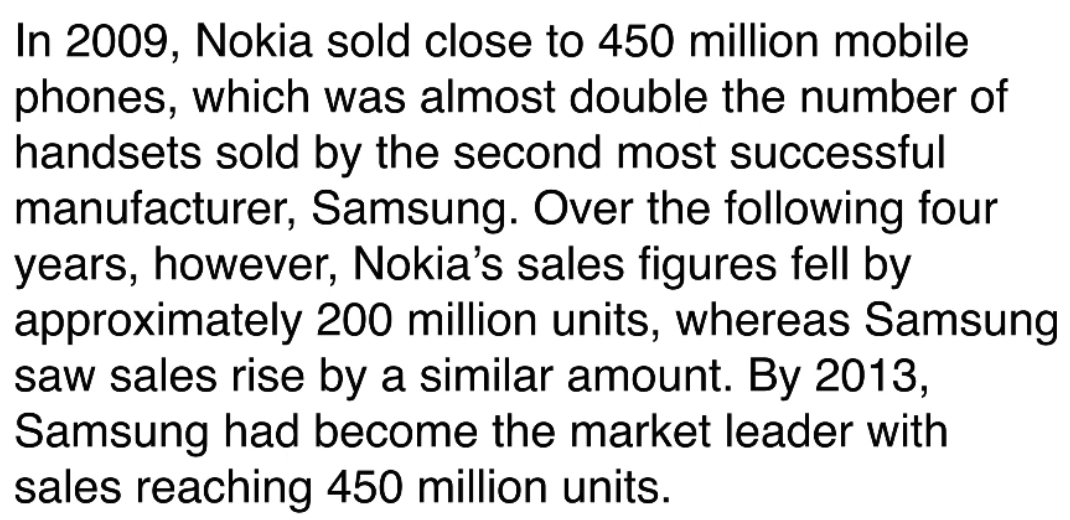 In 2009, Nokia sold close to 450 million mobile
phones, which was almost double the number of
handsets sold by the second most successful
manufacturer, Samsung. Over the following four
years, however, Nokia’s sales figures fell by
approximately 200 million units, whereas Samsung
saw sales rise by a similar amount. By 2013,
Samsung had become the market leader with
sales reaching 450 million units.